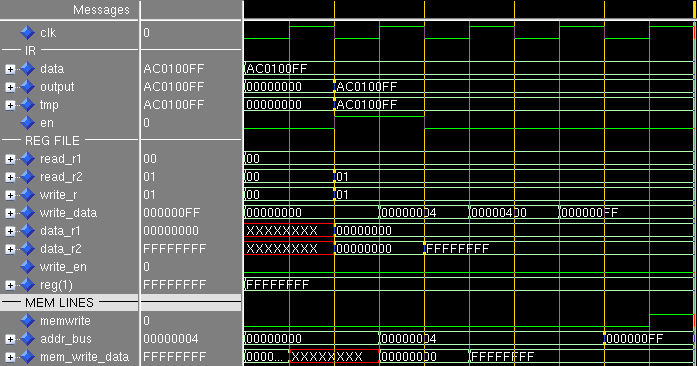 Messages
clk 0
IR
data AC0100FF AC0100FF
output AC0100FF 00000000 AC0100FF
tmp AC0100FF 00000000 AC0100FF
en 0
REG FILE
read_r1 00 00
read_r2 01 00 01
write_r 01 00 01
write_data 000000FF 00000000 00000004 00000400 000000FF
data_r1 00000000 XXXXXXXX 00000000
data_r2 FFFFFFFF XXXXXXXX 00000000 FFFFFFFF
write_en 0
reg(1) FFFFFFFF FFFFFFFF
MEM LINES
memwrite 0
addr_bus 00000004 00000000 00000004 000000FF
mem_write_data FFFFFFFF 0000... XXXXXXXX 00000000 FFFFFFFF